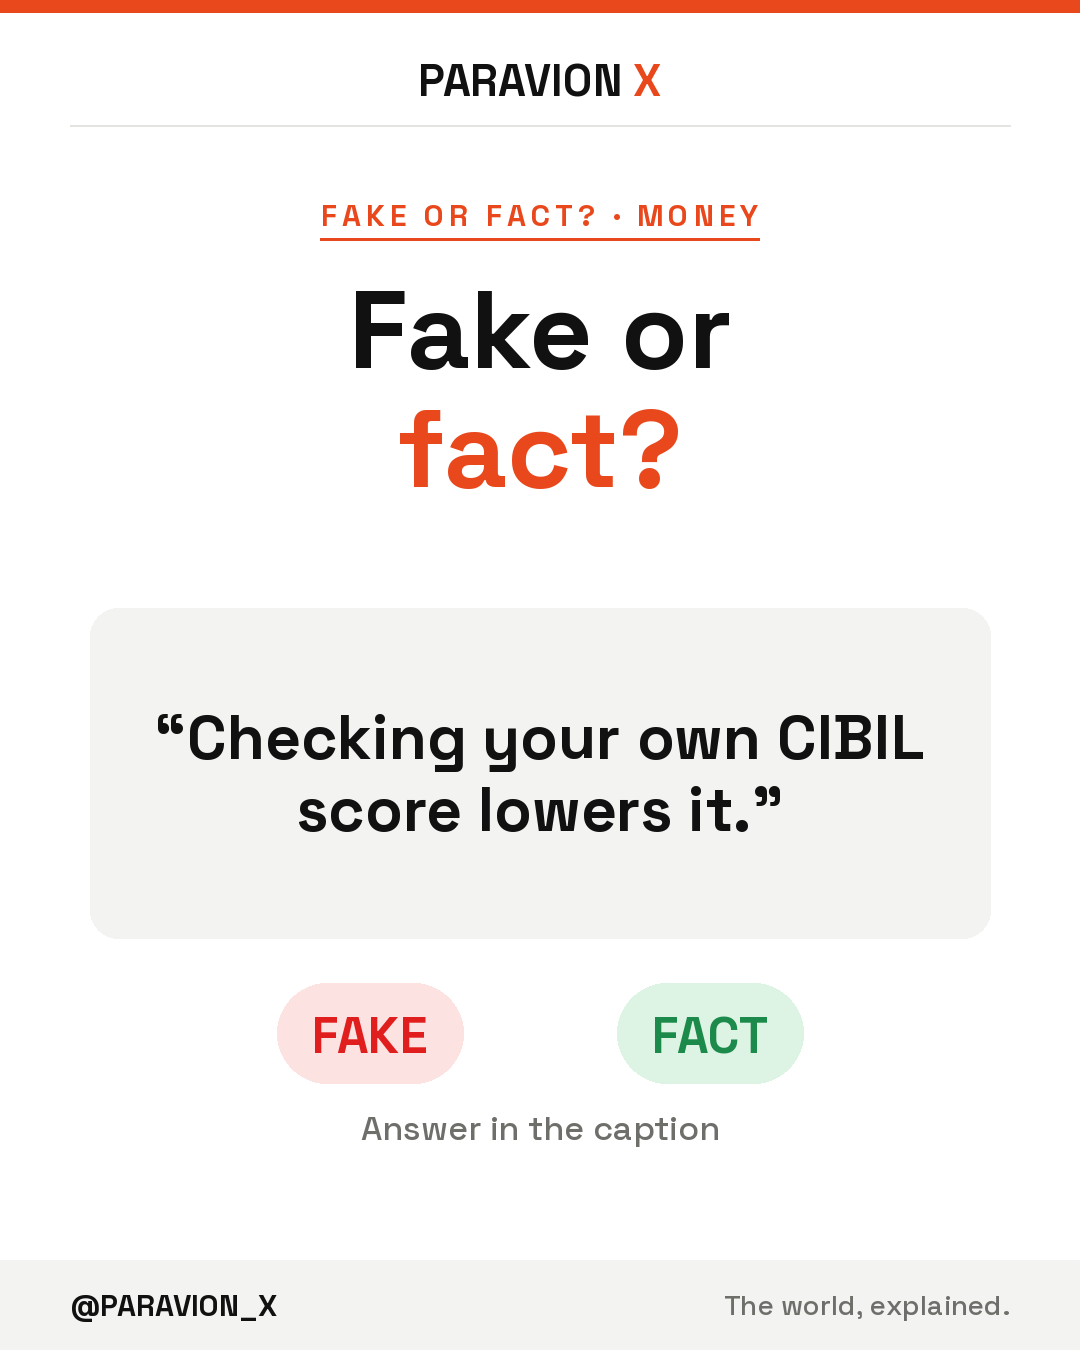 PARAVION X
FAKE OR FACT? · MONEY
Fake or
fact?
“Checking your own CIBIL
score lowers it.”
FAKE
FACT
Answer in the caption
@PARAVION_X
The world, explained.